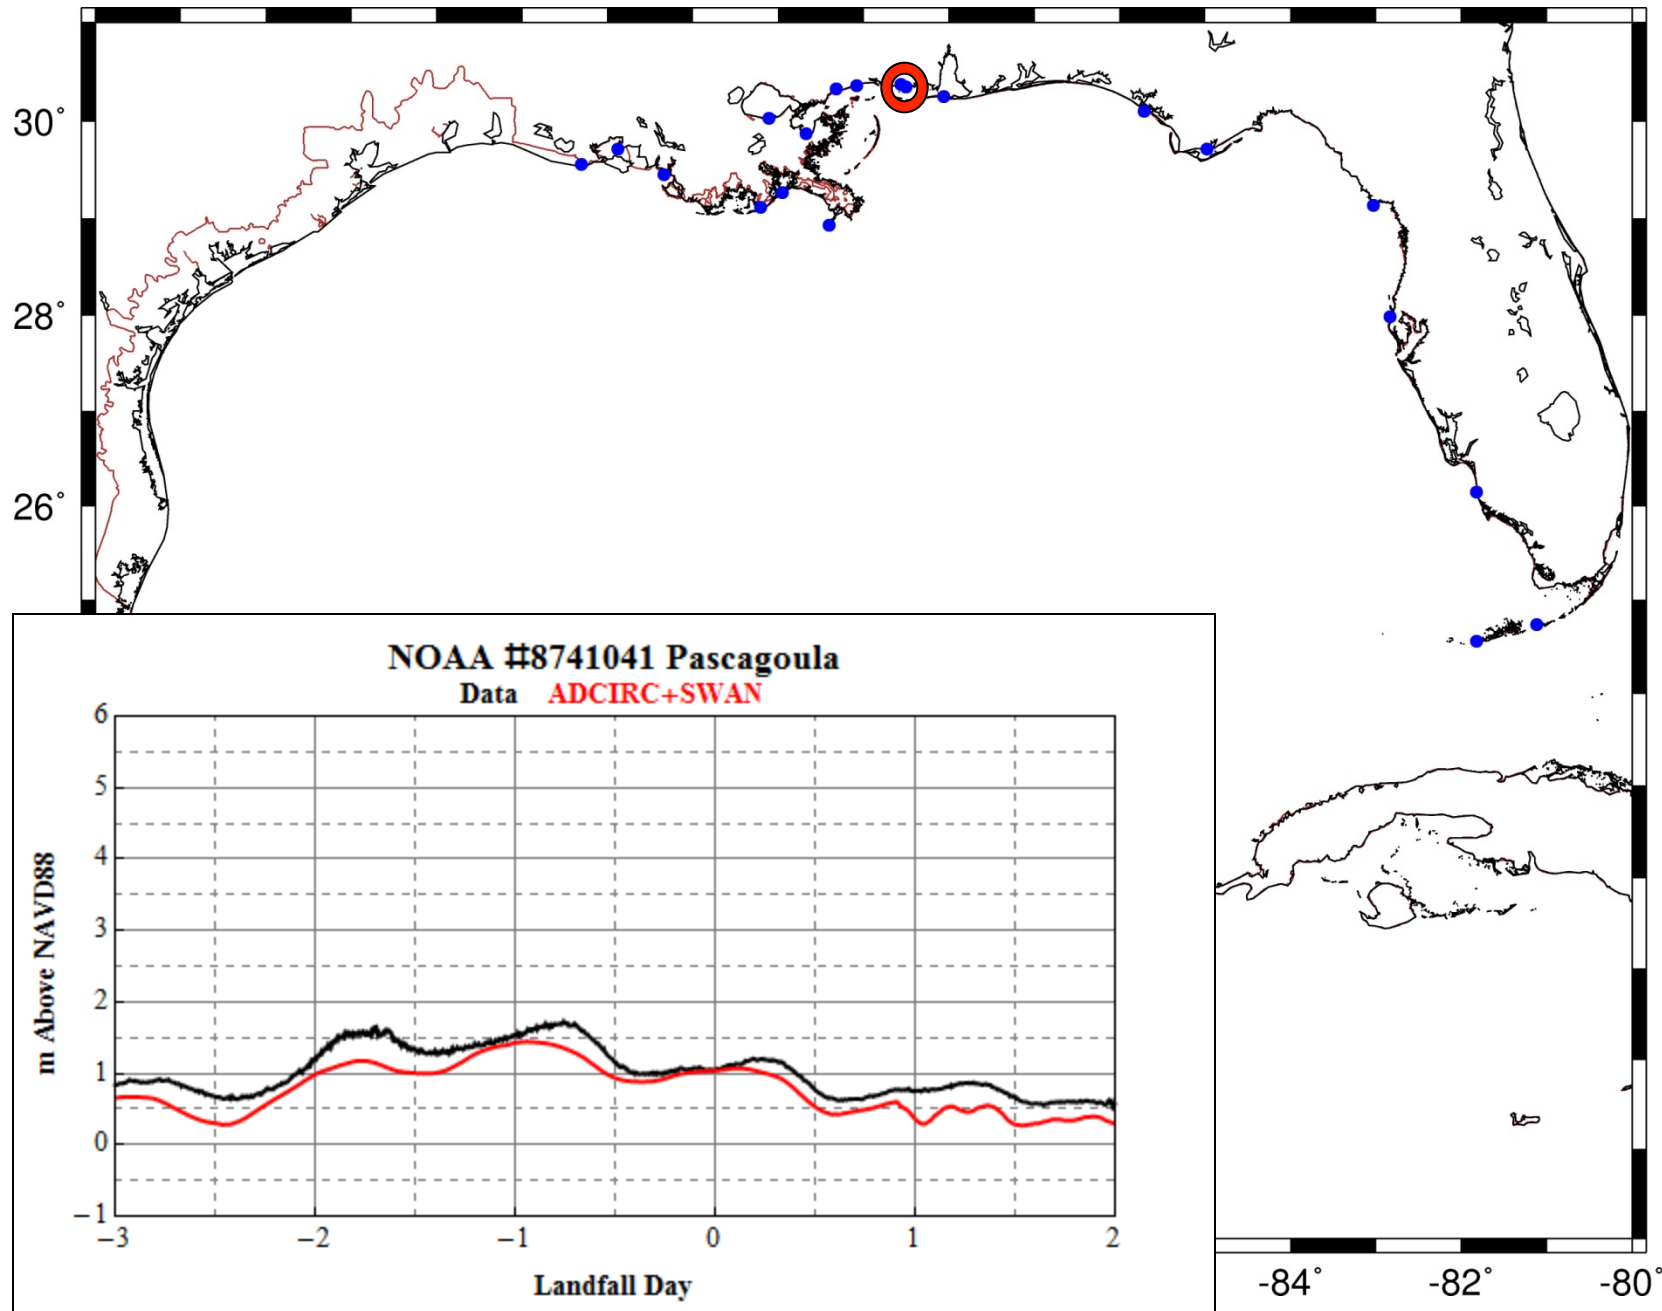 30°
28°
26°
NOAA #8741041 Pascagoula
Data ADCIRC+SWAN
6
5
4
3
2
1
0
−1
m Above NAVD88
−3 −2 −1 0 1 2
Landfall Day
-84° -82° -80°